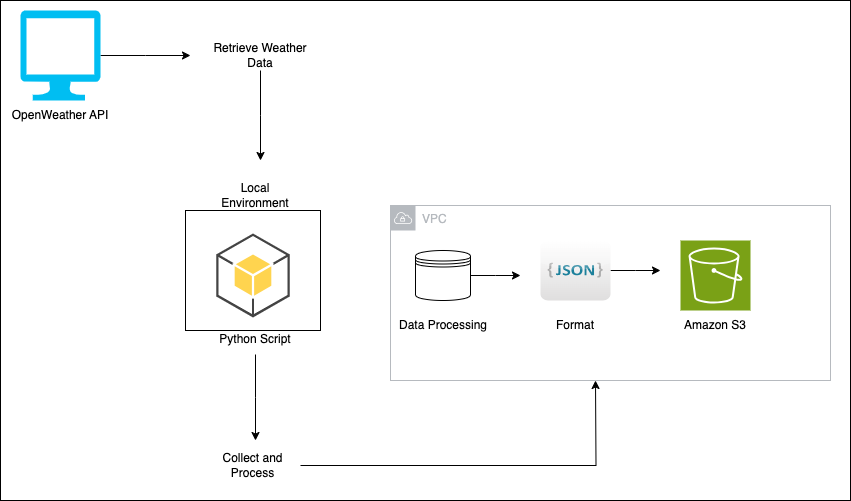 OpenWeather API
Retrieve Weather
Data
Local
Environment
Python Script
Collect and
Process
VPC
Data Processing
{JSON}
Format
Amazon S3